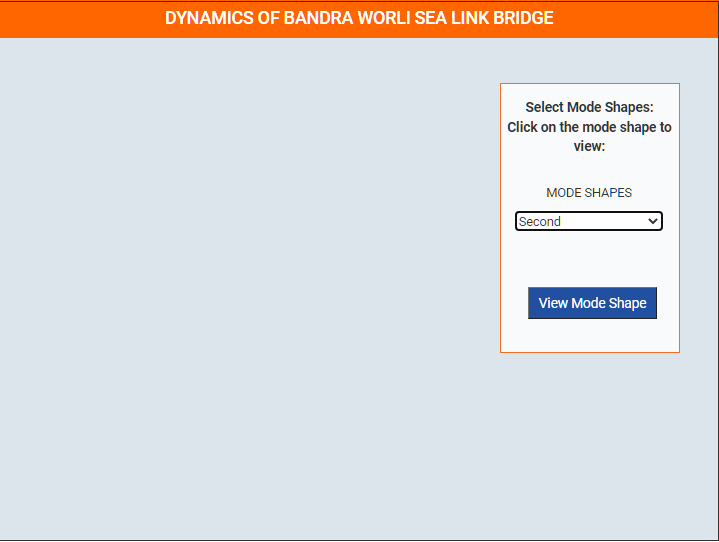 DYNAMICS OF BANDRA WORLI SEA LINK BRIDGE
Select Mode Shapes:
Click on the mode shape to
view:
MODE SHAPES
Second
View Mode Shape